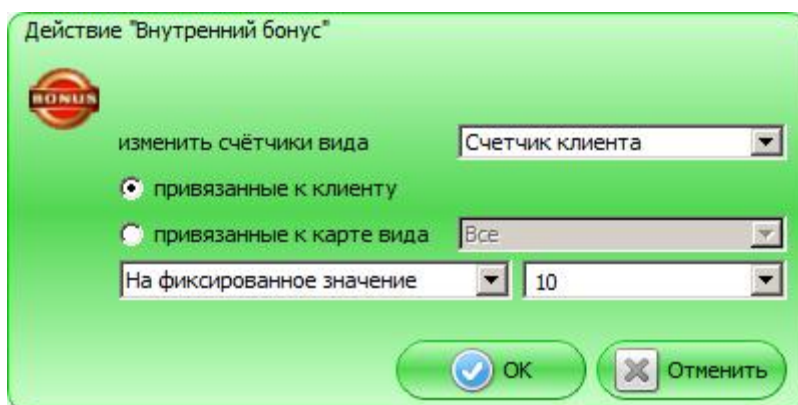 Действие "Внутренний бонус"
BONUS
изменить счётчики вида Счетчик клиента
привязанные к клиенту
привязанные к карте вида Все
На фиксированное значение 10
ОК Отменить